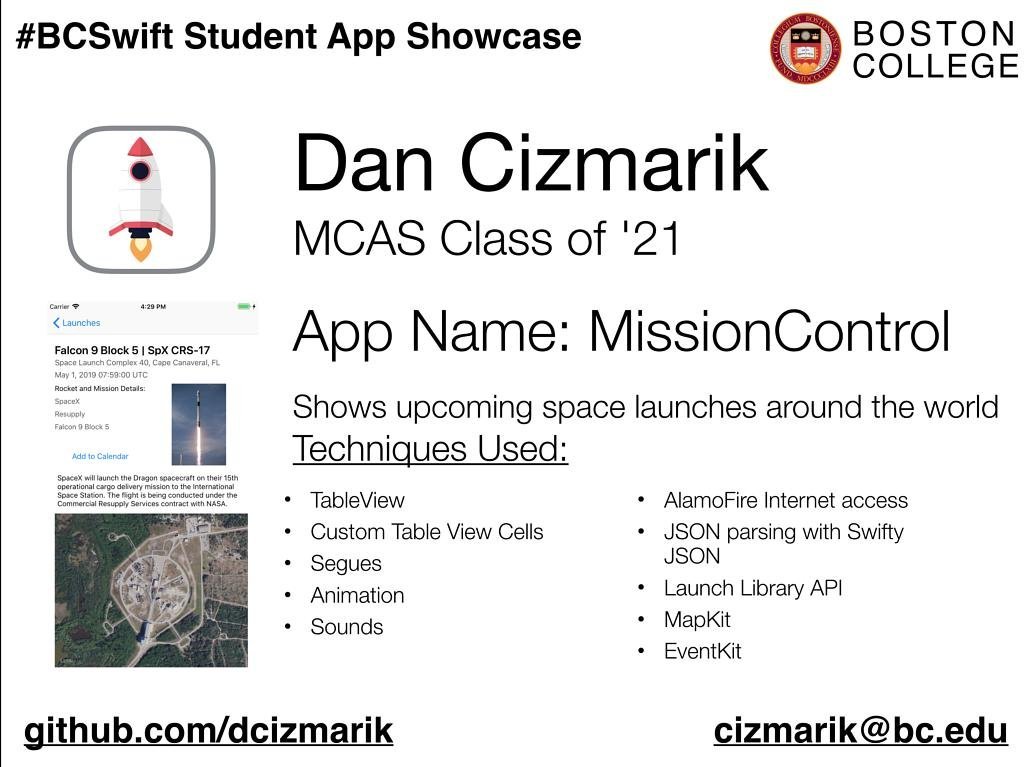 #BCSwift Student App Showcase
BOSTON
COLLEGE
Dan Cizmarik
MCAS Class of '21
Carrier 4:29 PM
Launches
Falcon 9 Block 5 | SpX CRS-17
Space Launch Complex 40, Cape Canaveral, FL
May 1, 2019 07:59:00 UTC
Rocket and Mission Details:
SpaceX
Resupply
Falcon 9 Block 5
Add to Calendar
SpaceX will launch the Dragon spacecraft on their 15th
operational cargo delivery mission to the International
Space Station. The flight is being conducted under the
Commercial Resupply Services contract with NASA.
App Name: MissionControl
Shows upcoming space launches around the world
Techniques Used:
• TableView
• Custom Table View Cells
• Segues
• Animation
• Sounds
• AlamoFire Internet access
• JSON parsing with Swifty
JSON
• Launch Library API
• MapKit
• EventKit
github.com/dcizmarik
cizmarik@bc.edu